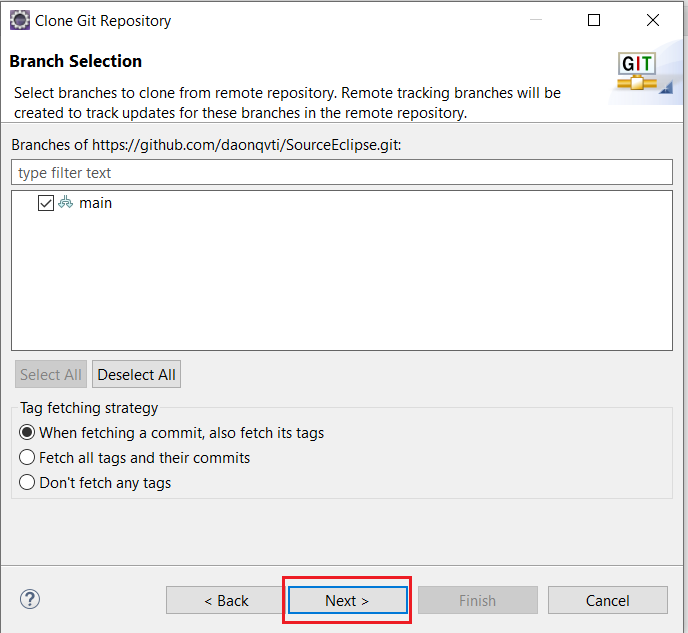 Clone Git Repository
Branch Selection
GIT
Select branches to clone from remote repository. Remote tracking branches will be
created to track updates for these branches in the remote repository.
Branches of https://github.com/daonqvti/SourceEclipse.git:
type filter text
main
Select All Deselect All
Tag fetching strategy
When fetching a commit, also fetch its tags
Fetch all tags and their commits
Don't fetch any tags
? < Back Next > Finish Cancel